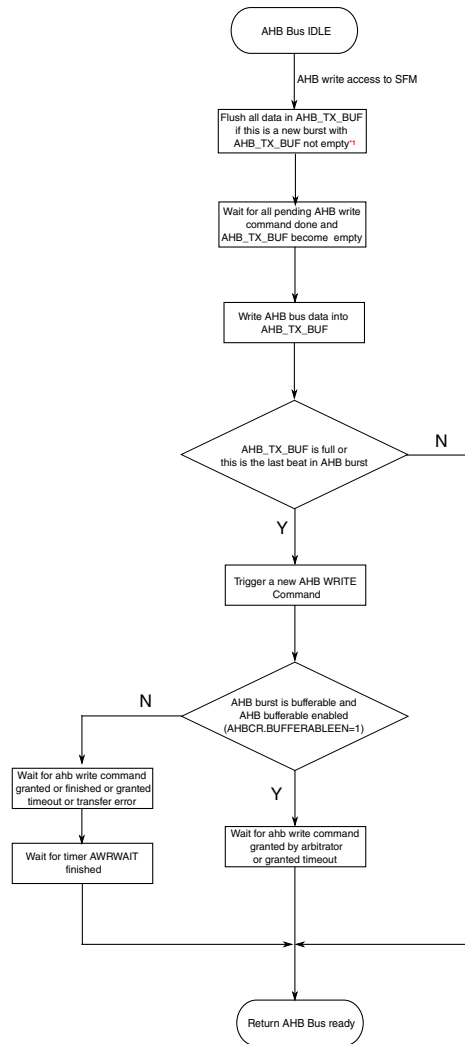 AHB Bus IDLE
AHB write access to SFM
Flush all data in AHB_TX_BUF
if this is a new burst with
AHB_TX_BUF not empty*1
Wait for all pending AHB write
command done and
AHB_TX_BUF become empty
Write AHB bus data into
AHB_TX_BUF
AHB_TX_BUF is full or
this is the last beat in AHB burst
N
Y
Trigger a new AHB WRITE
Command
AHB burst is bufferable and
AHB bufferable enabled
(AHBCR.BUFFERABLEEN=1)
N
Y
Wait for ahb write command
granted or finished or granted
timeout or transfer error
Wait for ahb write command
granted by arbitrator
or granted timeout
Wait for timer AWRWAIT
finished
Return AHB Bus ready